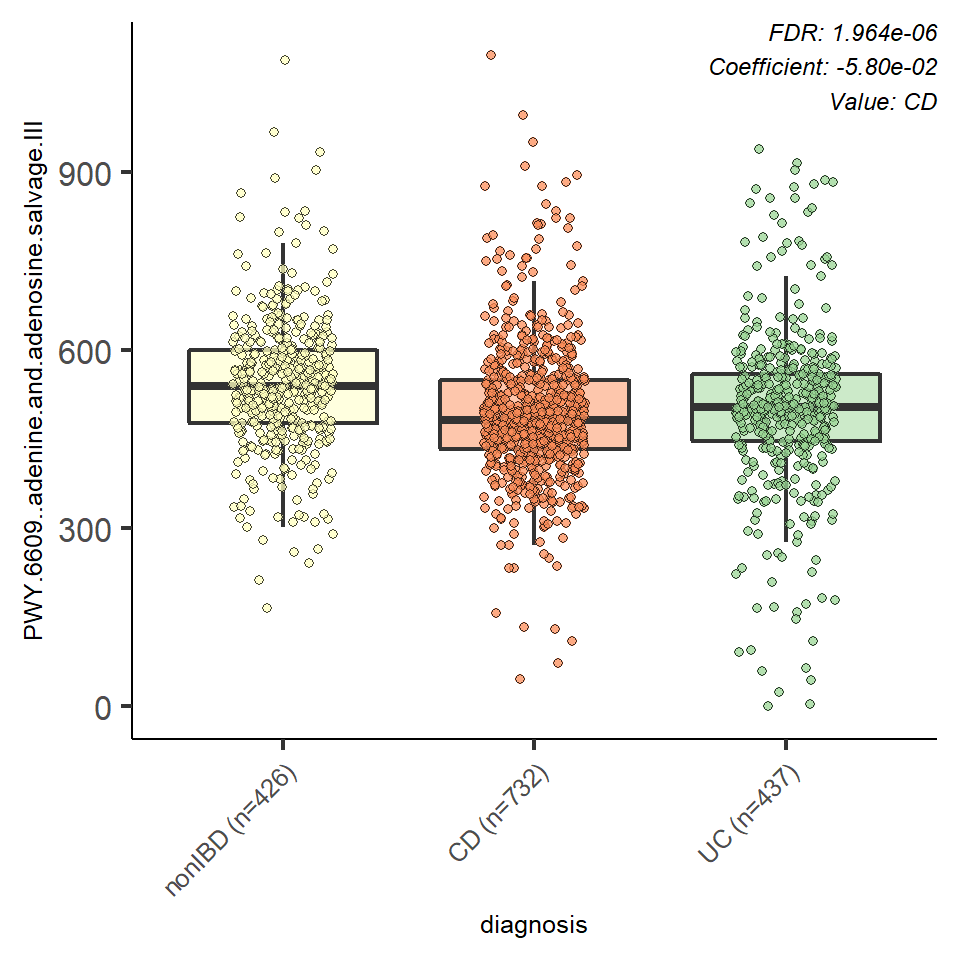 FDR: 1.964e-06
Coefficient: -5.80e-02
Value: CD
PWY.6609..adenine.and.adenosine.salvage.III
900
600
300
0
nonIBD (n=426)
CD (n=732)
UC (n=437)
diagnosis